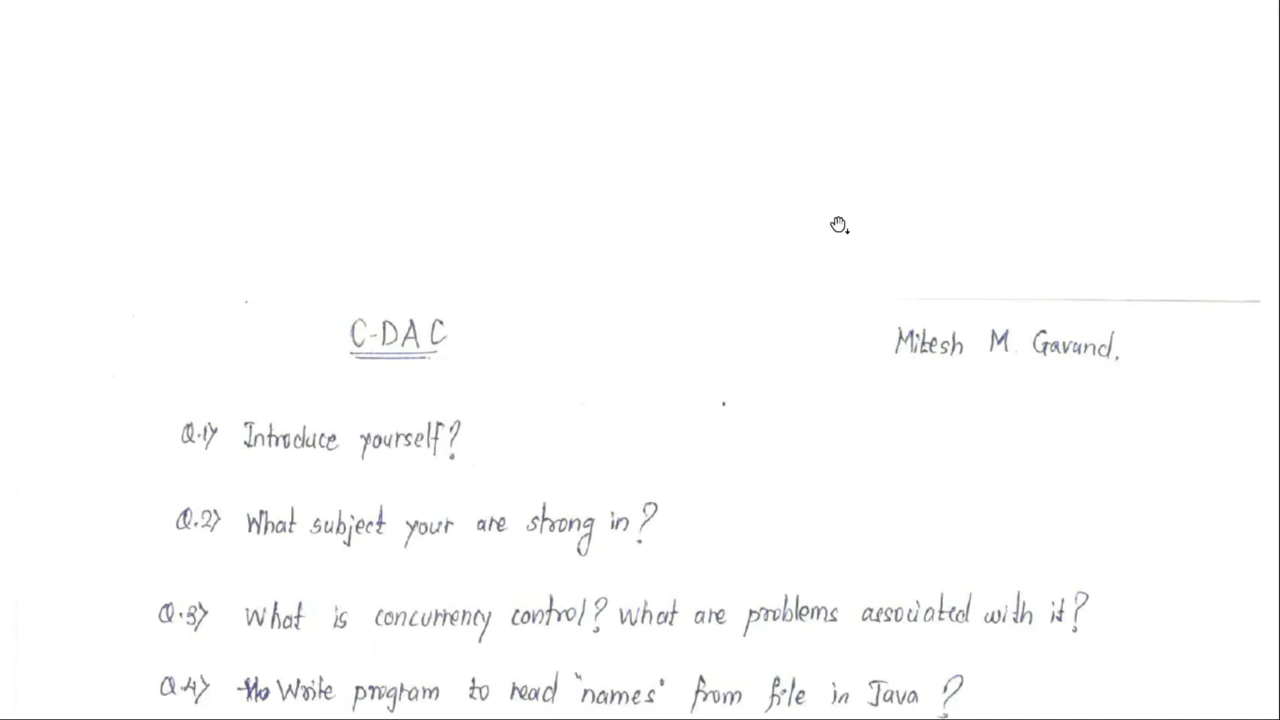 C-DAC
Mitesh M. Gavand.
Q.1) Introduce yourself?
Q.2) What subject your are strong in?
Q.3) What is concurrency control? What are problems associated with it?
Q.4) Write program to read "names" from file in Java ?